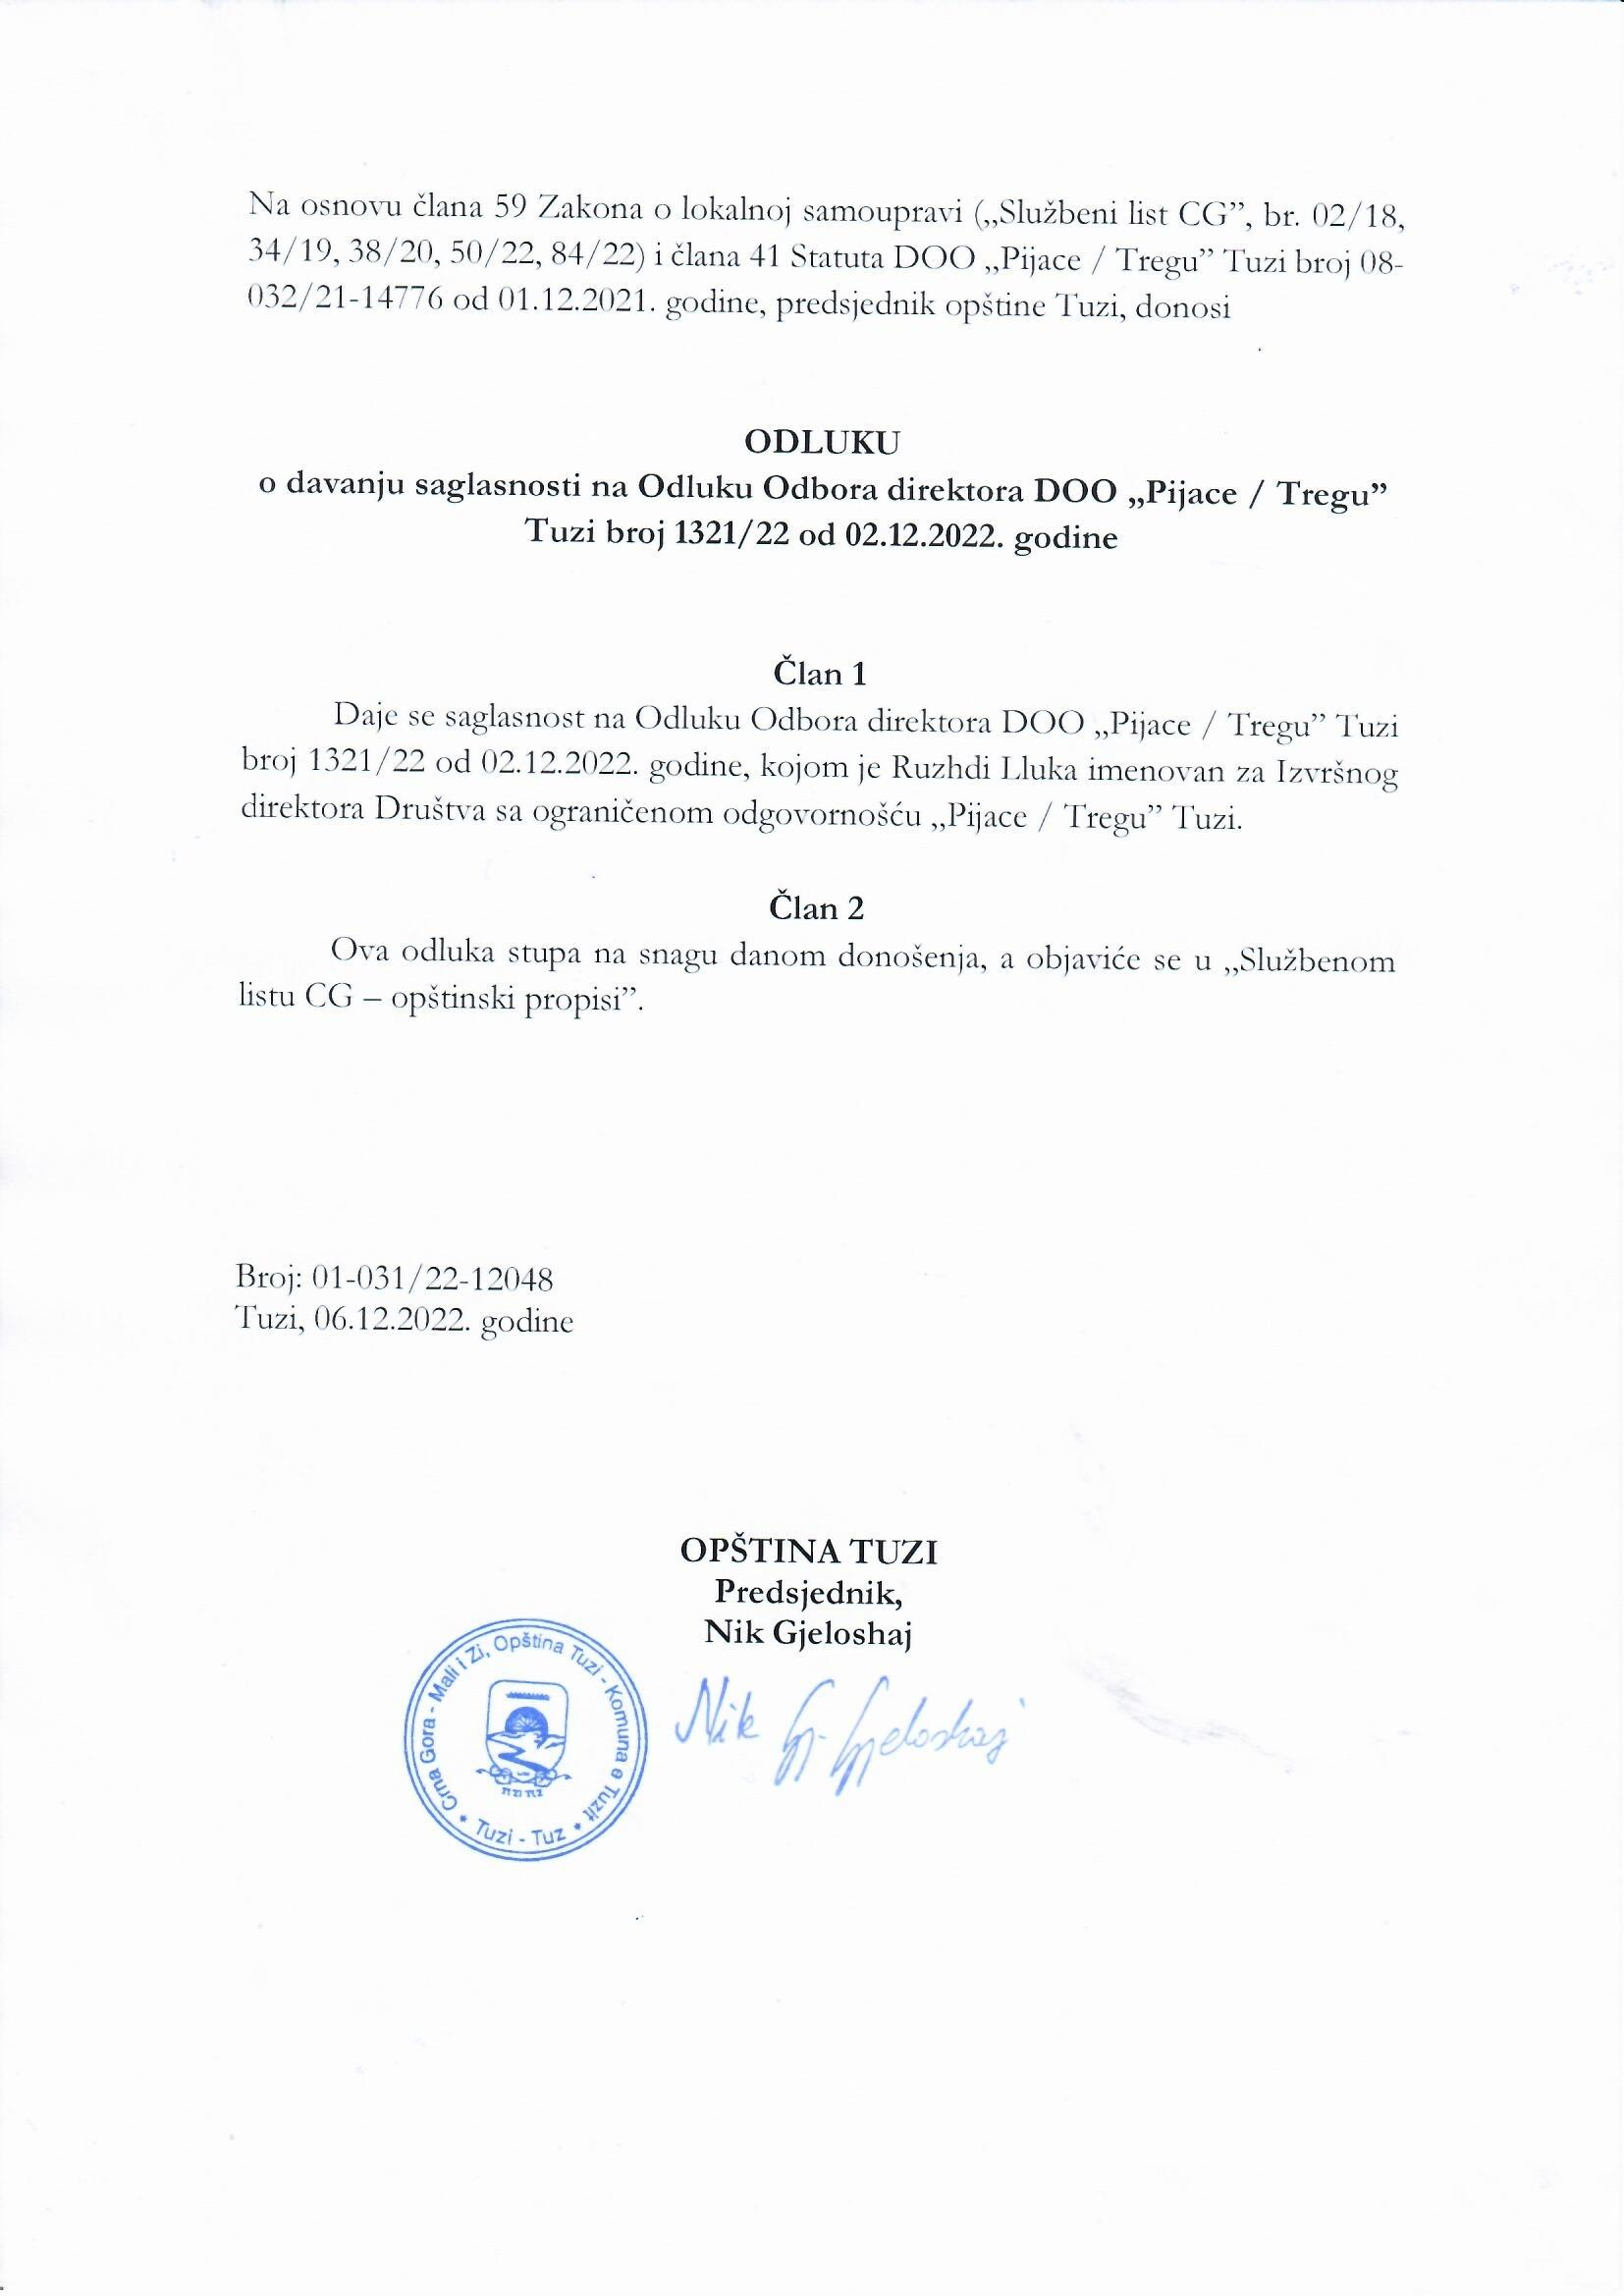 Na osnovu člana 59 Zakona o lokalnoj samoupravi („Službeni list CG”, br. 02/18,
34/19, 38/20, 50/22, 84/22) i člana 41 Statuta DOO „Pijace / Tregu” Tuzi broj 08-
032/21-14776 od 01.12.2021. godine, predsjednik opštine Tuzi, donosi
ODLUKU
o davanju saglasnosti na Odluku Odbora direktora DOO „Pijace / Tregu”
Tuzi broj 1321/22 od 02.12.2022. godine
Član 1
Daje se saglasnost na Odluku Odbora direktora DOO „Pijace / Tregu” Tuzi
broj 1321/22 od 02.12.2022. godine, kojom je Ruzhdi Lluka imenovan za Izvršnog
direktora Društva sa ograničenom odgovornošću „Pijace / Tregu” Tuzi.
Član 2
Ova odluka stupa na snagu danom donošenja, a objaviće se u „Službenom
listu CG – opštinski propisi”.
Broj: 01-031/22-12048
Tuzi, 06.12.2022. godine
OPŠTINA TUZI
Predsjednik,
Nik Gjeloshaj
Nik Gj. Gjeloshaj
Crna Gora - Mali i Zi, Opština Tuzi - Komuna e Tuzit
• Tuzi - Tuz •